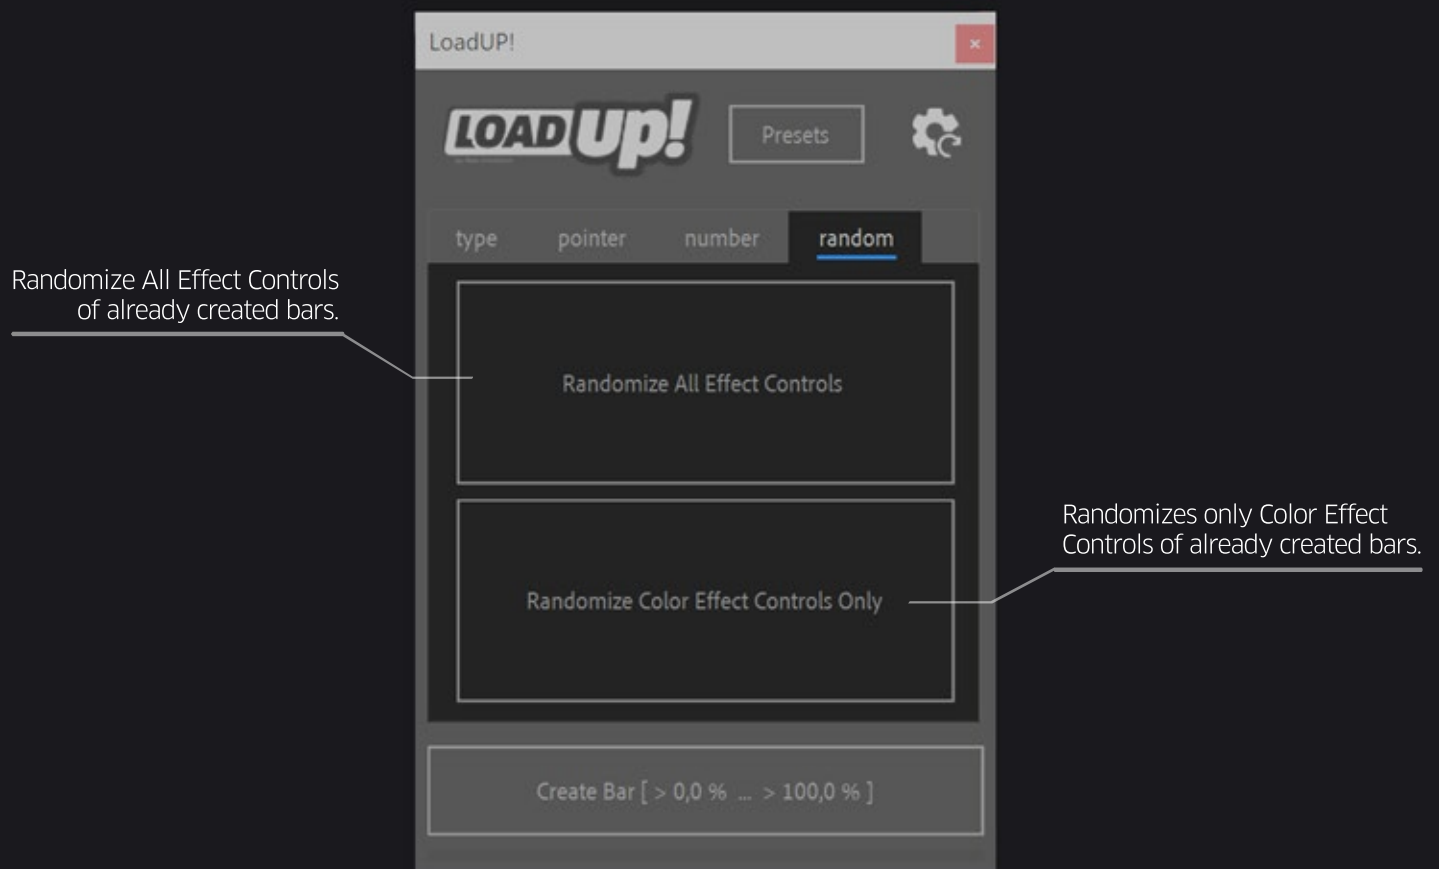 LoadUP!
×
LOAD Up!
Presets
type pointer number random
Randomize All Effect Controls
of already created bars.
Randomize All Effect Controls
Randomizes only Color Effect
Controls of already created bars.
Randomize Color Effect Controls Only
Create Bar [ > 0,0 % ... > 100,0 % ]